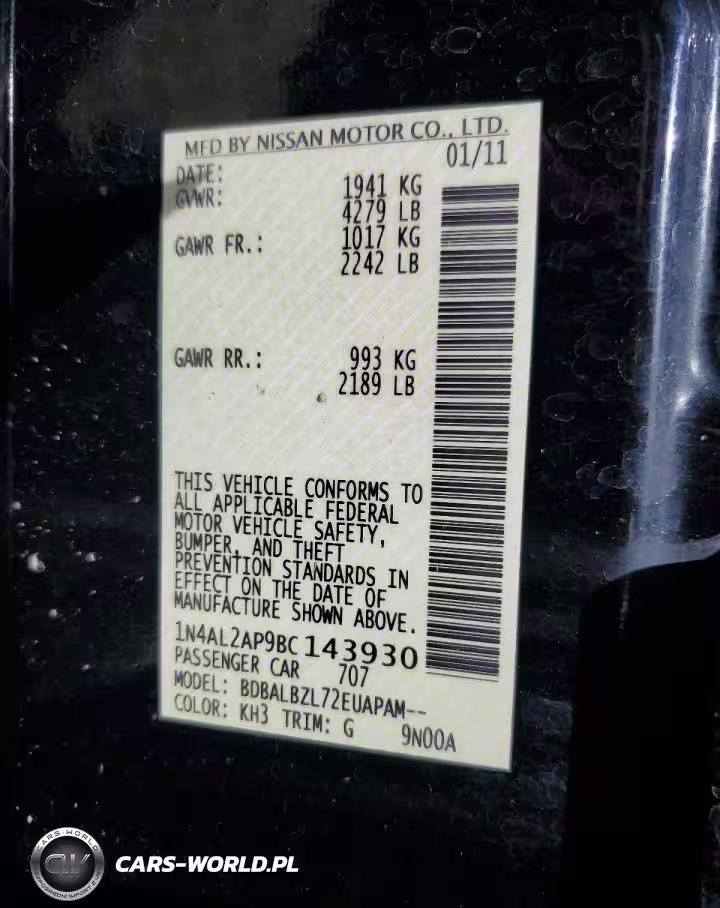 MFD BY NISSAN MOTOR CO., LTD.
DATE: 01/11
GVWR: 1941 KG
4279 LB
GAWR FR.: 1017 KG
2242 LB
GAWR RR.: 993 KG
2189 LB
THIS VEHICLE CONFORMS TO
ALL APPLICABLE FEDERAL
MOTOR VEHICLE SAFETY,
BUMPER, AND THEFT
PREVENTION STANDARDS IN
EFFECT ON THE DATE OF
MANUFACTURE SHOWN ABOVE.
1N4AL2AP9BC143930
PASSENGER CAR 707
MODEL: BDBALBZL72EUAPAM--
COLOR: KH3 TRIM: G 9N00A
CARS-WORLD
CW
CARS-WORLD.PL